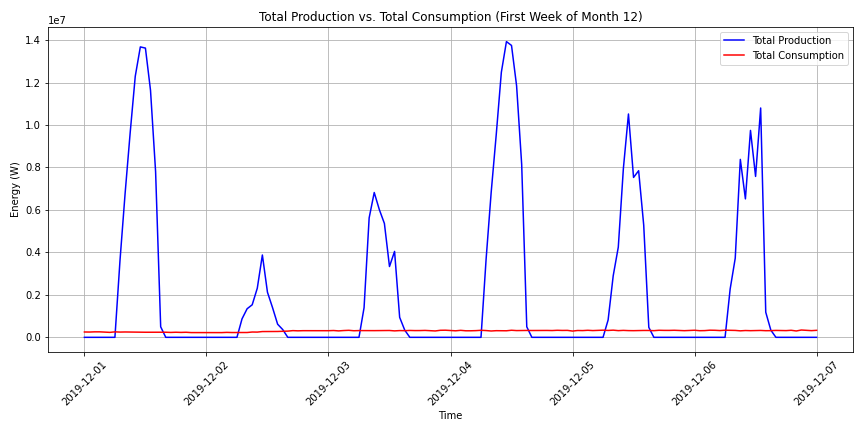 Total Production vs. Total Consumption (First Week of Month 12)
1e7
Total Production
Total Consumption
1.4
1.2
1.0
0.8
0.6
0.4
0.2
0.0
Energy (W)
2019-12-01
2019-12-02
2019-12-03
2019-12-04
2019-12-05
2019-12-06
2019-12-07
Time